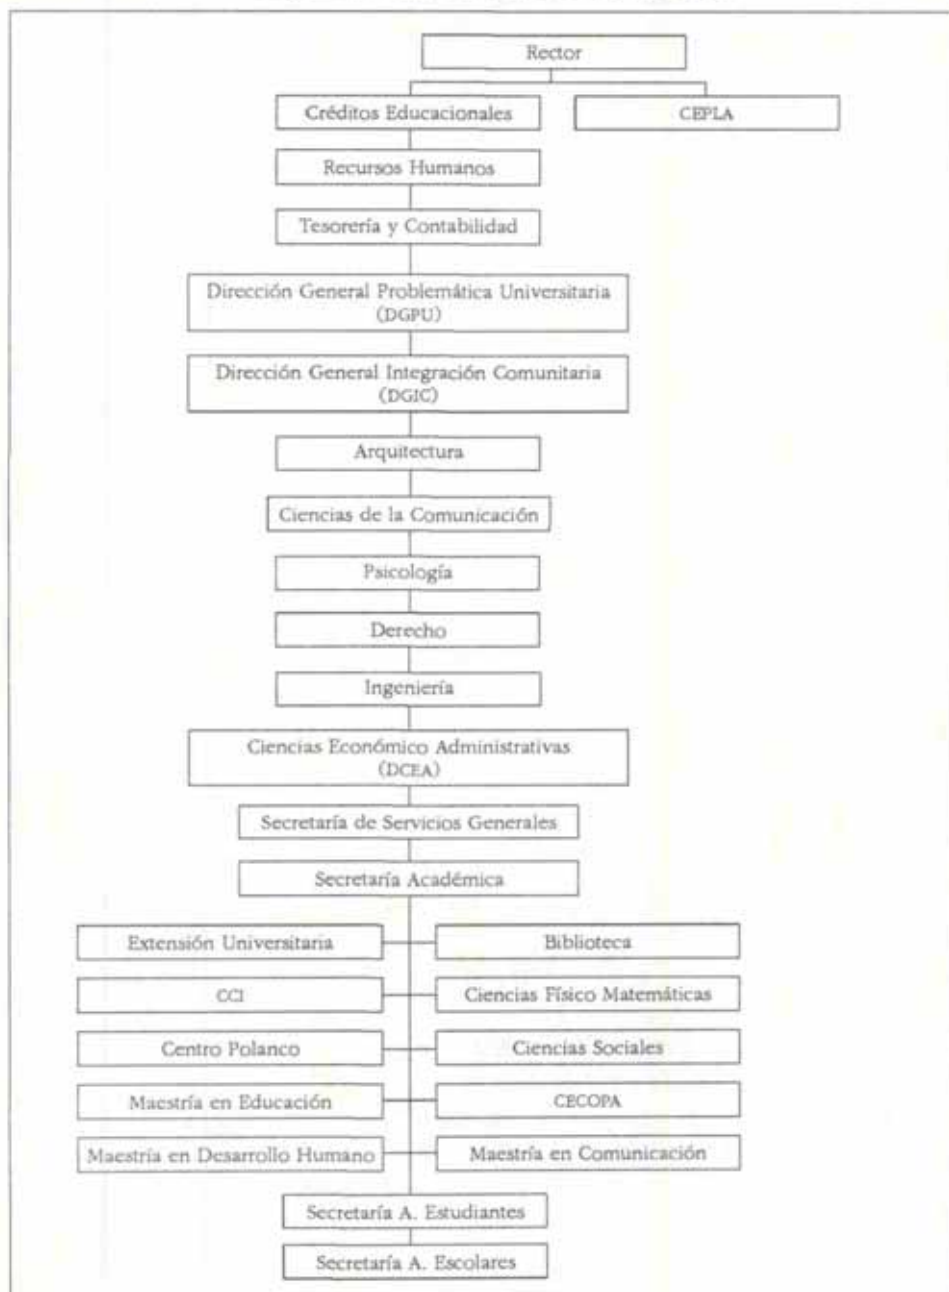 Rector
Créditos Educacionales
CEPLA
Recursos Humanos
Tesorería y Contabilidad
Dirección General Problemática Universitaria
(DGPU)
Dirección General Integración Comunitaria
(DGIC)
Arquitectura
Ciencias de la Comunicación
Psicología
Derecho
Ingeniería
Ciencias Económico Administrativas
(DCEA)
Secretaría de Servicios Generales
Secretaría Académica
Extensión Universitaria
Biblioteca
CCI
Ciencias Físico Matemáticas
Centro Polanco
Ciencias Sociales
Maestría en Educación
CECOPA
Maestría en Desarrollo Humano
Maestría en Comunicación
Secretaría A. Estudiantes
Secretaría A. Escolares